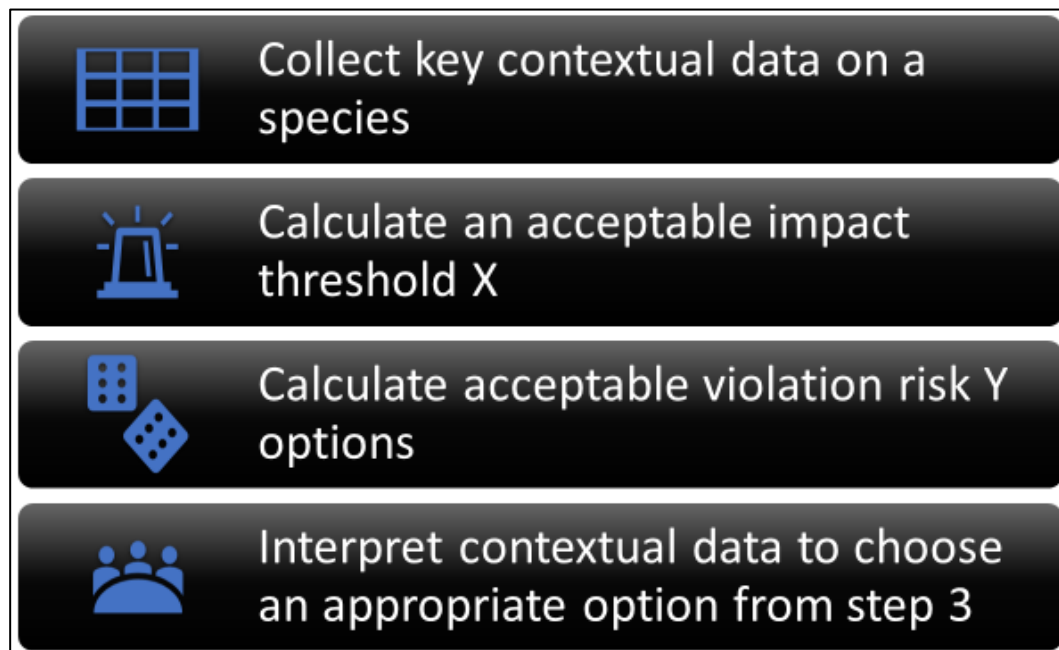 Collect key contextual data on a
species
Calculate an acceptable impact
threshold X
Calculate acceptable violation risk Y
options
Interpret contextual data to choose
an appropriate option from step 3